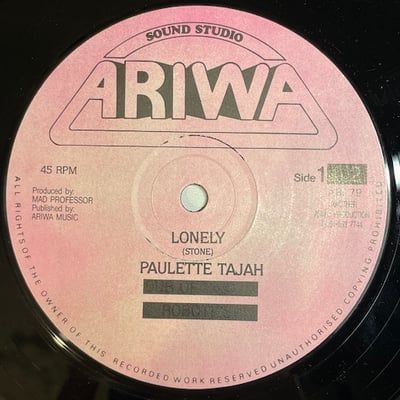 SOUND STUDIO
ARIWA
45 RPM
Side 1
Produced by:
MAD PROFESSOR
Published by:
ARIWA MUSIC
LONELY
(STONE)
PAULETTE TAJAH
ALL RIGHTS OF THE OWNER OF THIS RECORDED WORK RESERVED UNAUTHORISED COPYING PROHIBITED